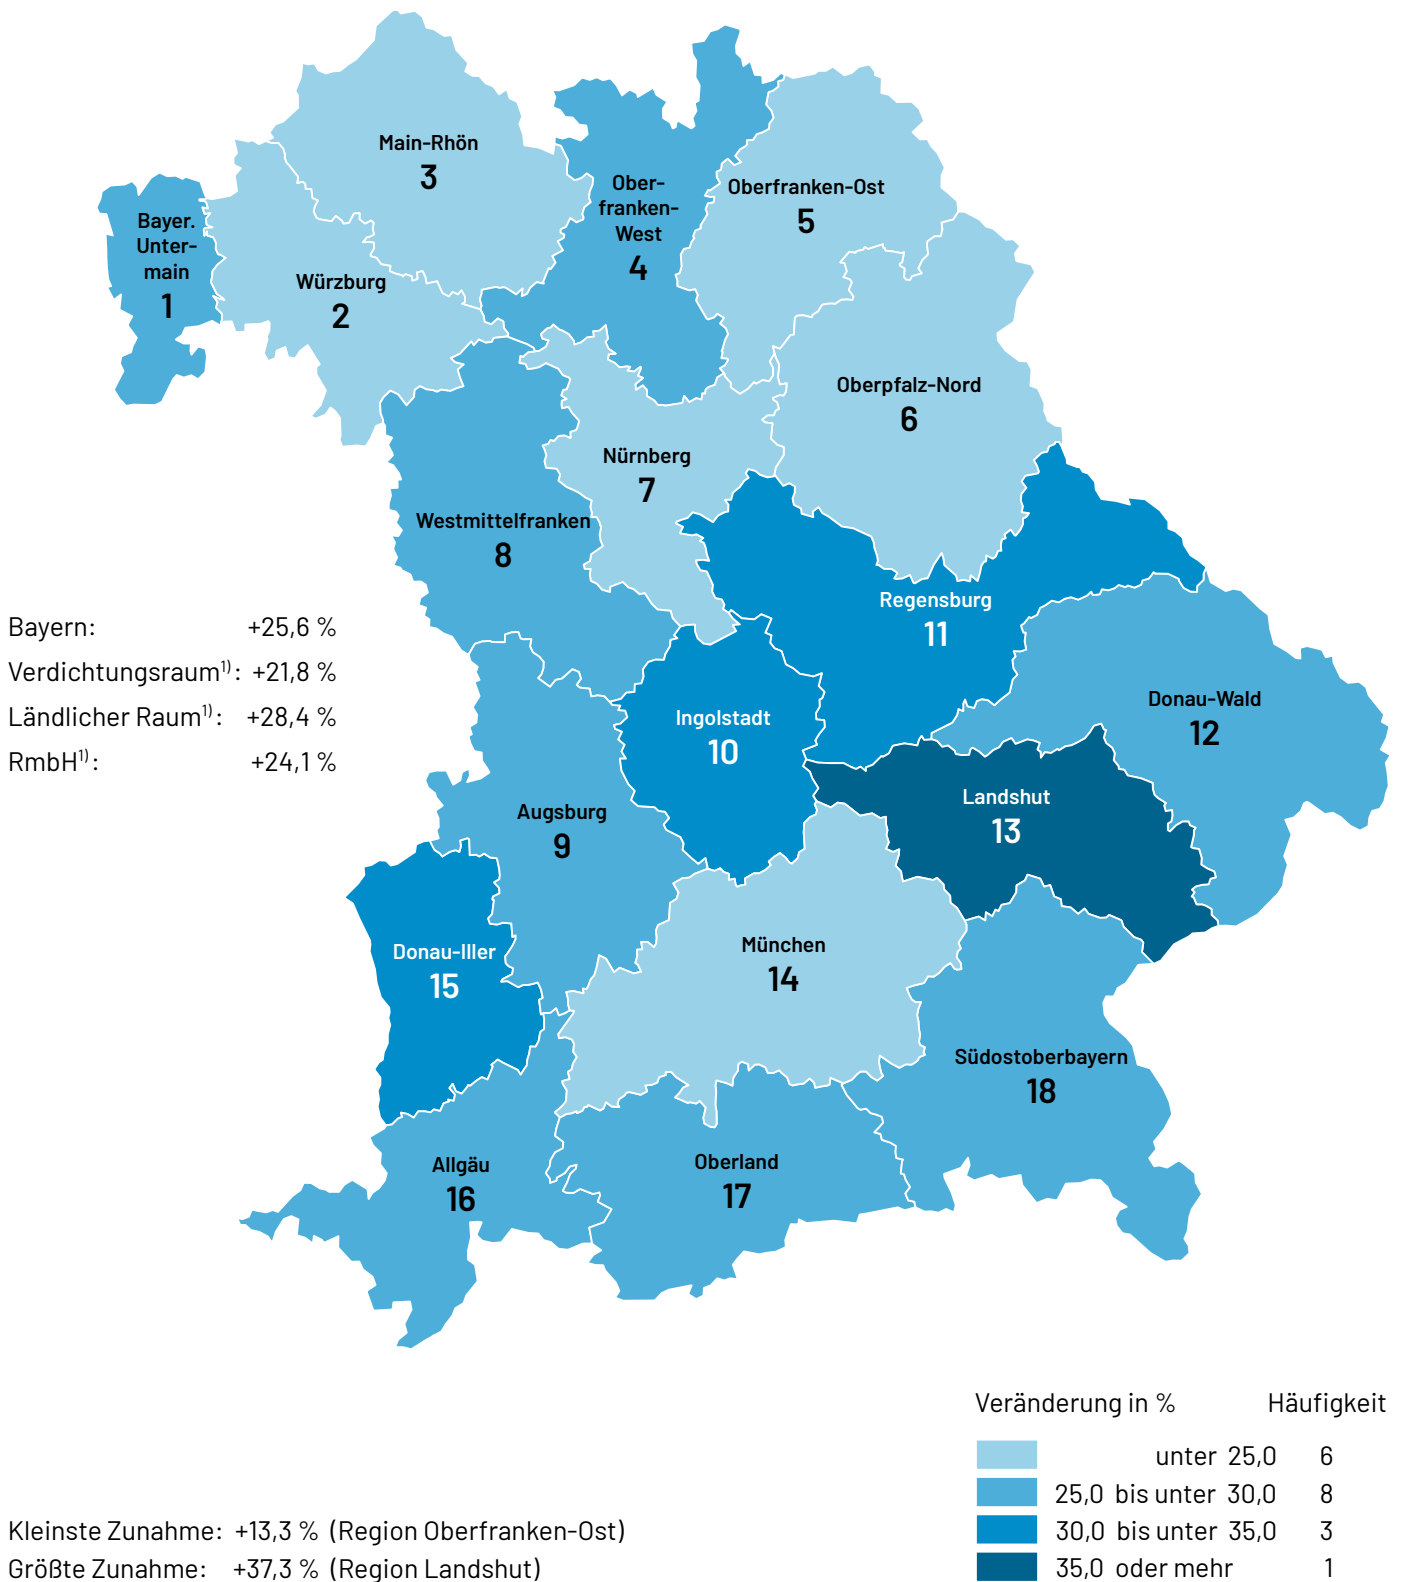 Main-Rhön
3
Ober-
franken-
West
4
Oberfranken-Ost
5
Bayer.
Unter-
main
1
Würzburg
2
Oberpfalz-Nord
6
Nürnberg
7
Westmittelfranken
8
Regensburg
11
Bayern: +25,6 %
Verdichtungsraum¹⁾: +21,8 %
Ländlicher Raum¹⁾: +28,4 %
RmbH¹⁾: +24,1 %
Ingolstadt
10
Donau-Wald
12
Landshut
13
Augsburg
9
München
14
Donau-Iller
15
Südostoberbayern
18
Allgäu
16
Oberland
17
Veränderung in % Häufigkeit
unter 25,0 6
25,0 bis unter 30,0 8
30,0 bis unter 35,0 3
35,0 oder mehr 1
Kleinste Zunahme: +13,3 % (Region Oberfranken-Ost)
Größte Zunahme: +37,3 % (Region Landshut)